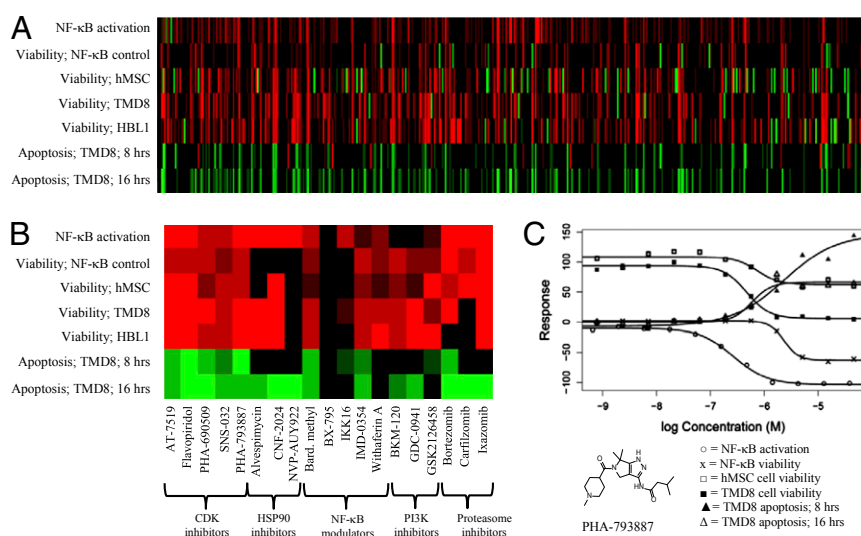 A
NF-κB activation
Viability; NF-κB control
Viability; hMSC
Viability; TMD8
Viability; HBL1
Apoptosis; TMD8; 8 hrs
Apoptosis; TMD8; 16 hrs
B
NF-κB activation
Viability; NF-κB control
Viability; hMSC
Viability; TMD8
Viability; HBL1
Apoptosis; TMD8; 8 hrs
Apoptosis; TMD8; 16 hrs
AT-7519
Flavopiridol
PHA-690509
SNS-032
PHA-793887
Alvespimycin
CNF-2024
NVP-AUY922
Bard. methyl
BX-795
IKK16
IMD-0354
Withaferin A
BKM-120
GDC-0941
GSK2126458
Bortezomib
Carfilzomib
Ixazomib
CDK inhibitors
HSP90 inhibitors
NF-κB modulators
PI3K inhibitors
Proteasome inhibitors
C
Response
150
100
50
0
-50
-100
-9
-8
-7
-6
-5
-4
log Concentration (M)
O
N
N
H
N
N
HN
O
PHA-793887
○ = NF-κB activation
x = NF-κB viability
□ = hMSC cell viability
■ = TMD8 cell viability
▲ = TMD8 apoptosis; 8 hrs
Δ = TMD8 apoptosis; 16 hrs